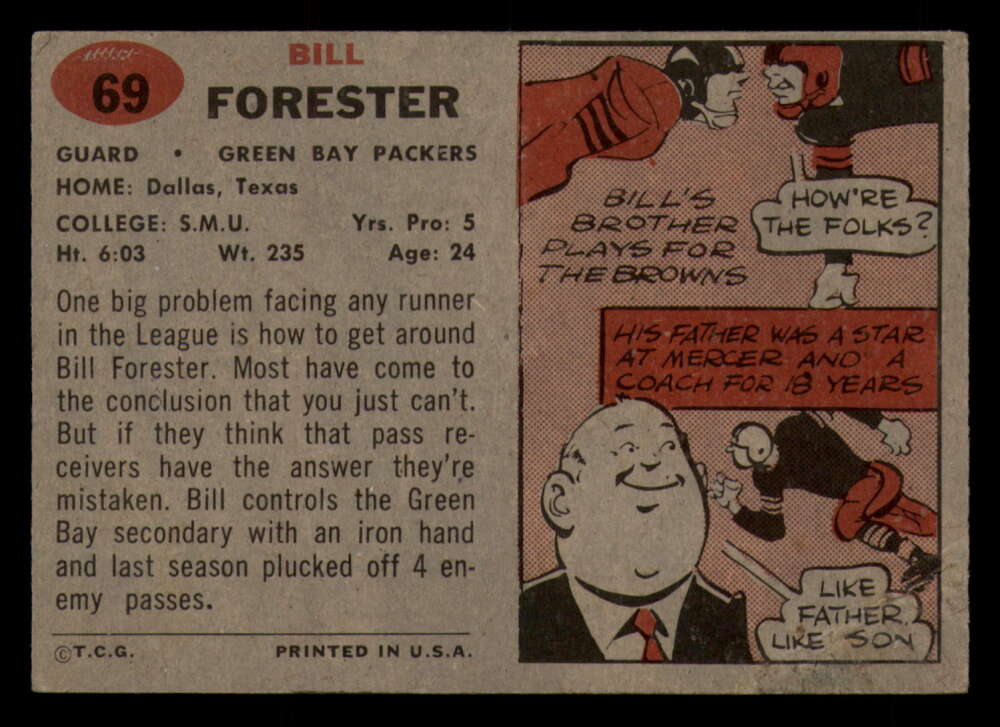 69
BILL
FORESTER
GUARD • GREEN BAY PACKERS
HOME: Dallas, Texas
COLLEGE: S.M.U. Yrs. Pro: 5
Ht. 6:03 Wt. 235 Age: 24
One big problem facing any runner
in the League is how to get around
Bill Forester. Most have come to
the conclusion that you just can't.
But if they think that pass re-
ceivers have the answer they're
mistaken. Bill controls the Green
Bay secondary with an iron hand
and last season plucked off 4 en-
emy passes.
©T.C.G. PRINTED IN U.S.A.
BILL'S
BROTHER
PLAYS FOR
THE BROWNS
HOW'RE
THE FOLKS?
HIS FATHER WAS A STAR
AT MERCER AND A
COACH FOR 18 YEARS
LIKE
FATHER,
LIKE SON